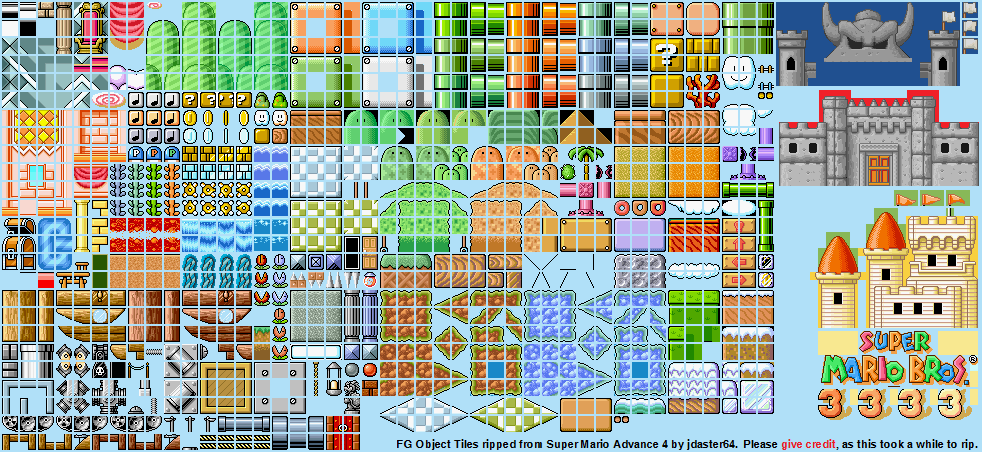 P P P
SUPER
MARIO BROS.®
3 3 3 3
FG Object Tiles ripped from Super Mario Advance 4 by jdaster64. Please give credit, as this took a while to rip.